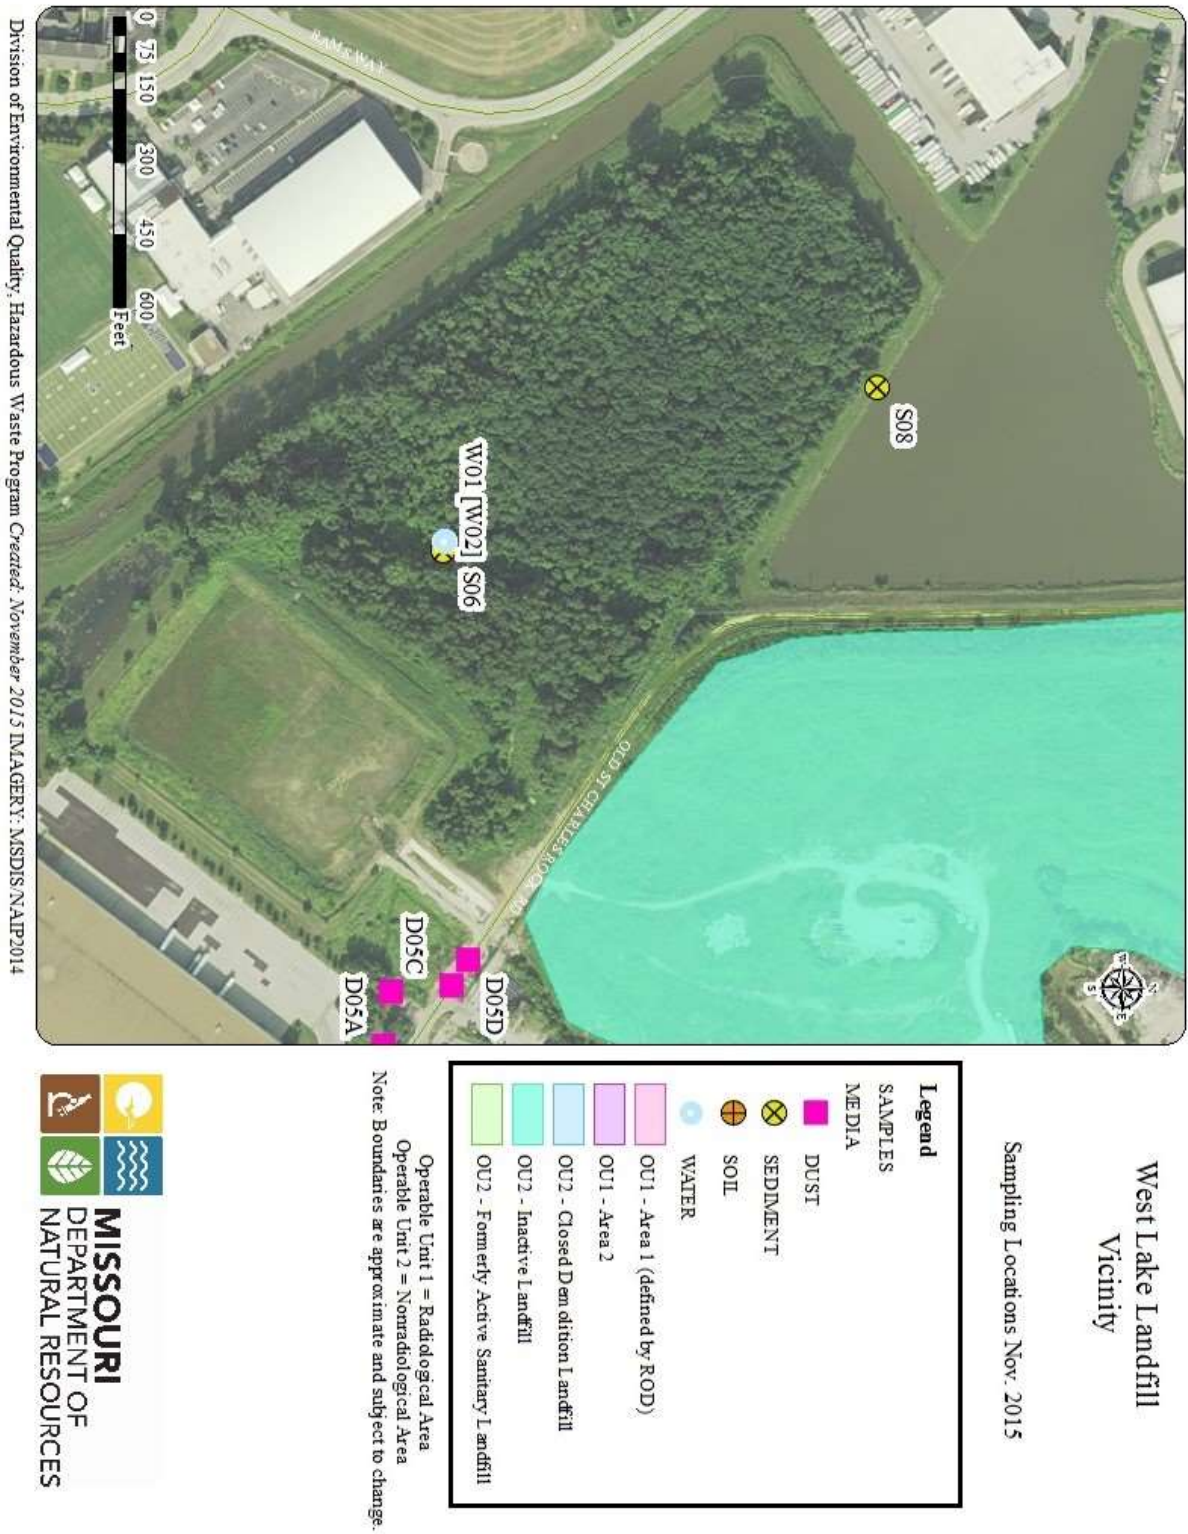 West Lake Landfill
Vicinity
Sampling Locations Nov. 2015
Legend
SAMPLES
MEDIA
DUST
SEDIMENT
SOIL
WATER
OU1 - Area 1 (defined by ROD)
OU1 - Area 2
OU2 - Closed Demolition Landfill
OU2 - Inactive Landfill
OU2 - Formerly Active Sanitary Landfill
Operable Unit 1 = Radiological Area
Operable Unit 2 = Nonradiological Area
Note: Boundaries are approximate and subject to change.
MISSOURI
DEPARTMENT OF
NATURAL RESOURCES
N
W E
S
S08
W01 [W02] S06
OLD ST CHARLES ROCK RD
D05D
D05C
D05A
RAMS WAY
0 75 150 300 450 600
Feet
Division of Environmental Quality, Hazardous Waste Program Created: November 2015 IMAGERY: MSDIS/NAIP2014